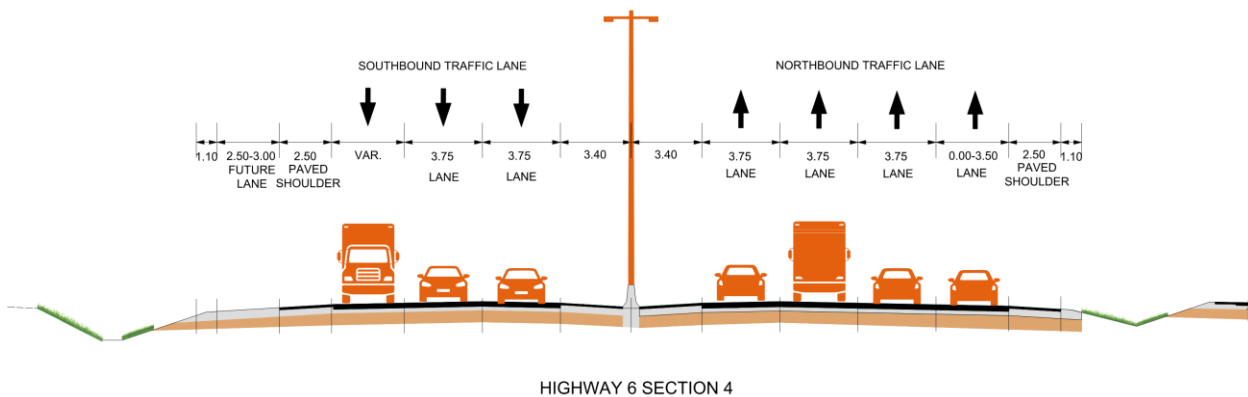 SOUTHBOUND TRAFFIC LANE
NORTHBOUND TRAFFIC LANE
1.10
2.50-3.00
FUTURE
LANE
2.50
PAVED
SHOULDER
VAR.
3.75
LANE
3.75
LANE
3.40
3.40
3.75
LANE
3.75
LANE
3.75
LANE
0.00-3.50
LANE
2.50
PAVED
SHOULDER
1.10
HIGHWAY 6 SECTION 4